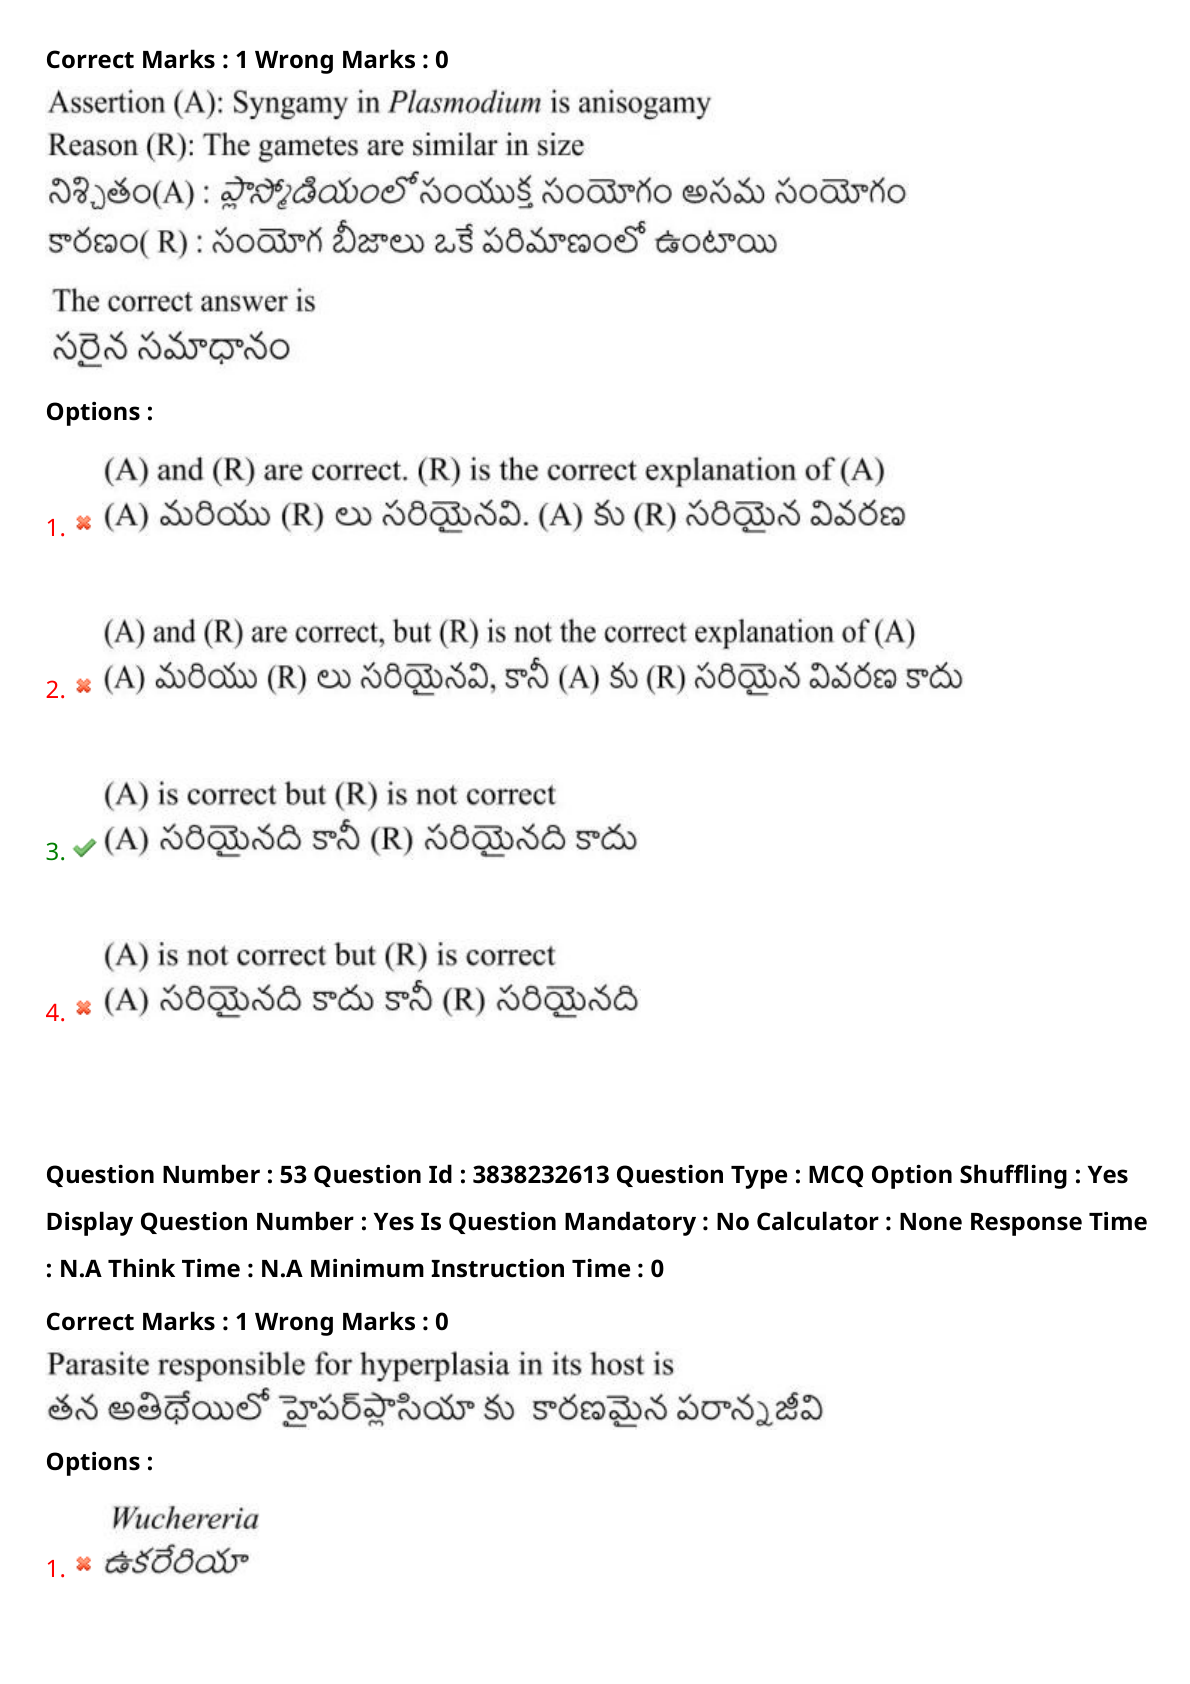 Correct Marks : 1 Wrong Marks : 0
Assertion (A): Syngamy in Plasmodium is anisogamy
Reason (R): The gametes are similar in size
నిశ్చితం(A) : ప్లాస్మోడియంలో సంయుక్త సంయోగం అసమ సంయోగం
కారణం( R) : సంయోగ బీజాలు ఒకే పరిమాణంలో ఉంటాయి
The correct answer is
సరైన సమాధానం
Options :
(A) and (R) are correct. (R) is the correct explanation of (A)
1. (A) మరియు (R) లు సరియైనవి. (A) కు (R) సరియైన వివరణ
(A) and (R) are correct, but (R) is not the correct explanation of (A)
2. (A) మరియు (R) లు సరియైనవి, కానీ (A) కు (R) సరియైన వివరణ కాదు
(A) is correct but (R) is not correct
3. (A) సరియైనది కానీ (R) సరియైనది కాదు
(A) is not correct but (R) is correct
4. (A) సరియైనది కాదు కానీ (R) సరియైనది
Question Number : 53 Question Id : 3838232613 Question Type : MCQ Option Shuffling : Yes
Display Question Number : Yes Is Question Mandatory : No Calculator : None Response Time
: N.A Think Time : N.A Minimum Instruction Time : 0
Correct Marks : 1 Wrong Marks : 0
Parasite responsible for hyperplasia in its host is
తన అతిథేయిలో హైపర్‌ప్లాసియా కు కారణమైన పరాన్నజీవి
Options :
Wuchereria
1. ఉకరేరియా